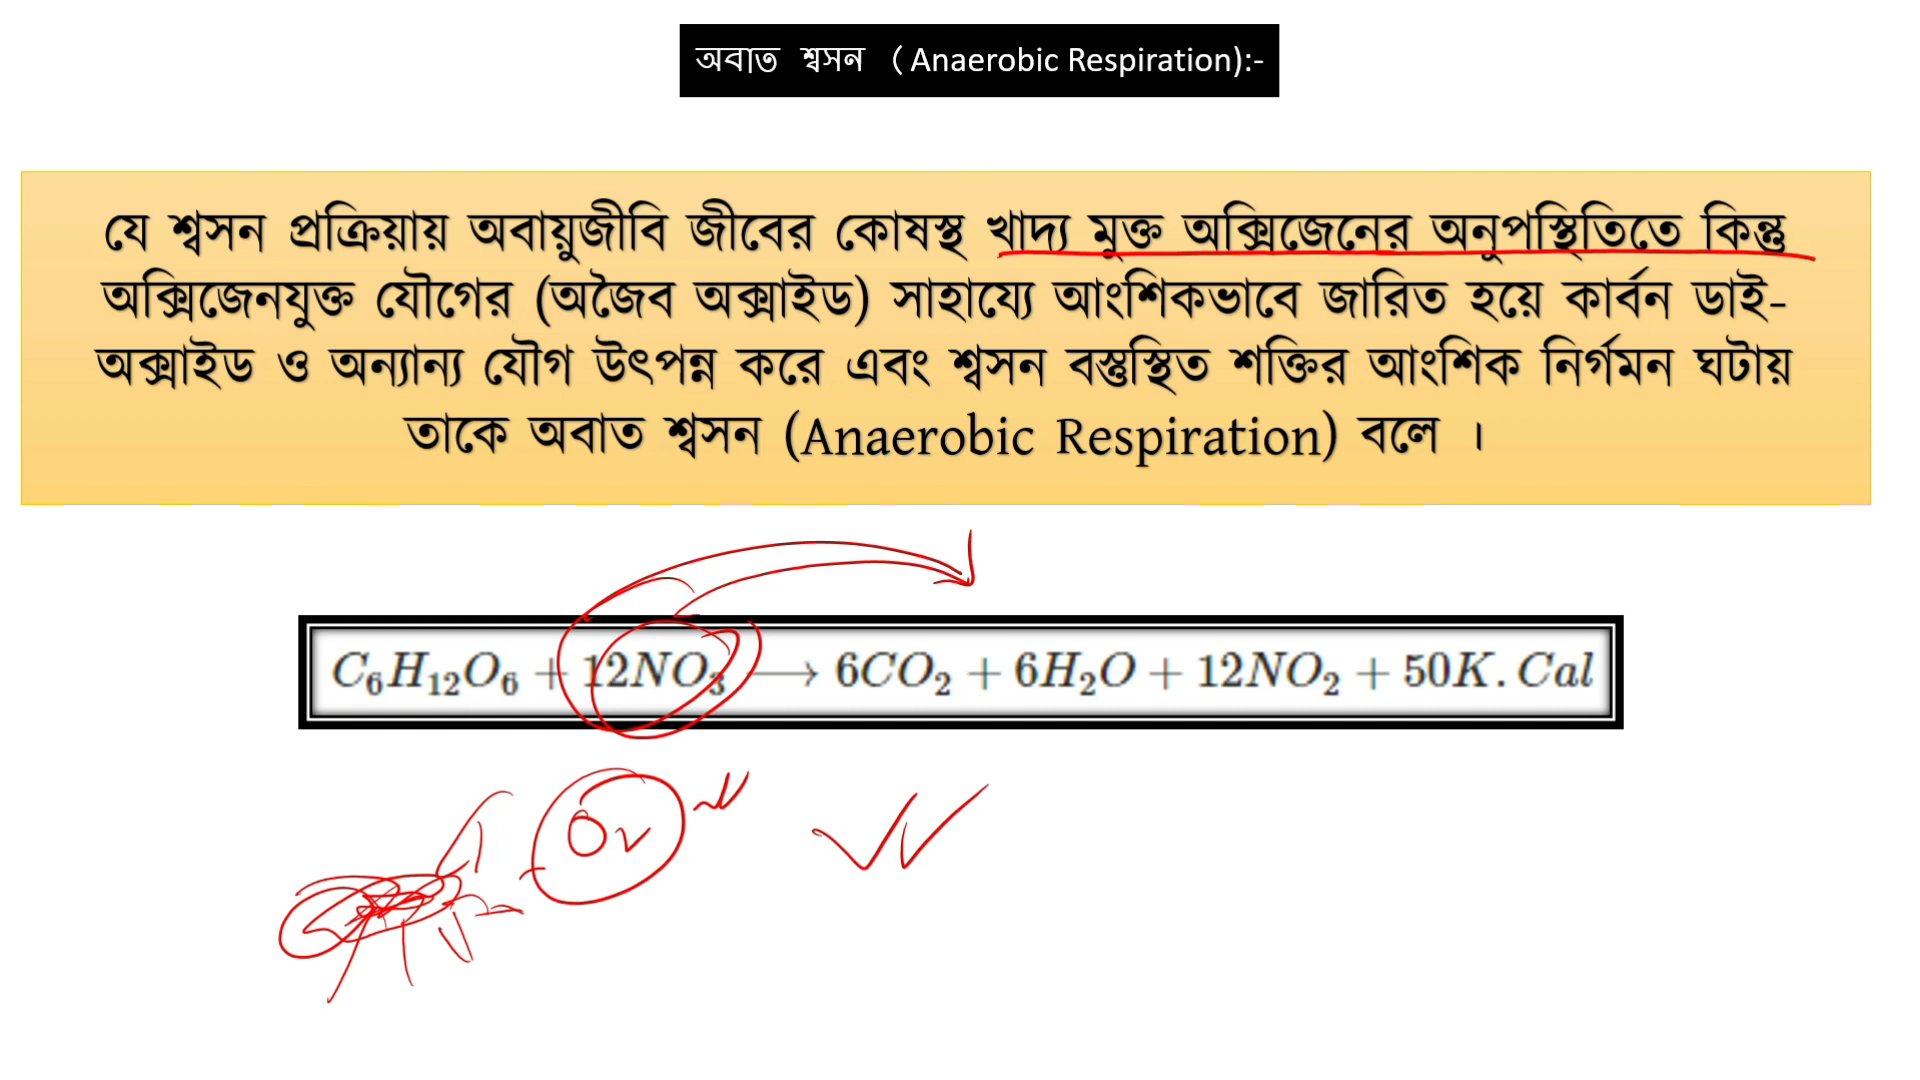 অবাত শ্বসন (Anaerobic Respiration):-
যে শ্বসন প্রক্রিয়ায় অবায়ুজীবি জীবের কোষস্থ খাদ্য মুক্ত অক্সিজেনের অনুপস্থিতিতে কিন্তু
অক্সিজেনযুক্ত যৌগের (অজৈব অক্সাইড) সাহায্যে আংশিকভাবে জারিত হয়ে কার্বন ডাই-
অক্সাইড ও অন্যান্য যৌগ উৎপন্ন করে এবং শ্বসন বস্তুস্থিত শক্তির আংশিক নির্গমন ঘটায়
তাকে অবাত শ্বসন (Anaerobic Respiration) বলে ।
C₆H₁₂O₆ + 12NO₃ ⟶ 6CO₂ + 6H₂O + 12NO₂ + 50K.Cal